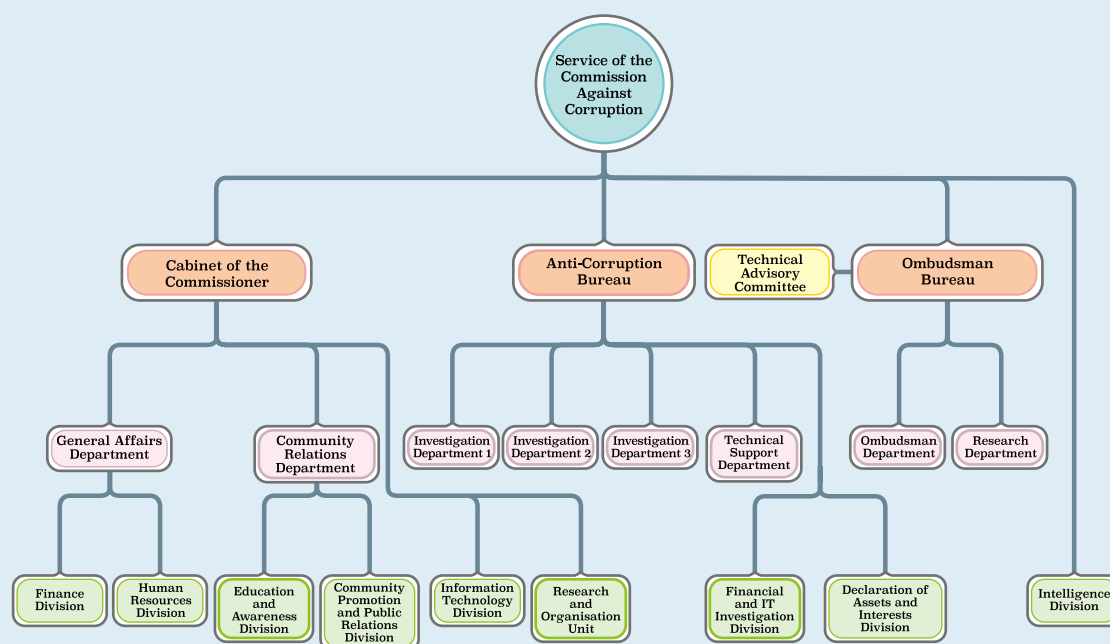 Service of the
Commission
Against
Corruption
Cabinet of the
Commissioner
Anti-Corruption
Bureau
Technical
Advisory
Committee
Ombudsman
Bureau
General Affairs
Department
Community
Relations
Department
Investigation
Department 1
Investigation
Department 2
Investigation
Department 3
Technical
Support
Department
Ombudsman
Department
Research
Department
Finance
Division
Human
Resources
Division
Education
and
Awareness
Division
Community
Promotion
and Public
Relations
Division
Information
Technology
Division
Research
and
Organisation
Unit
Financial
and IT
Investigation
Division
Declaration of
Assets and
Interests
Division
Intelligence
Division